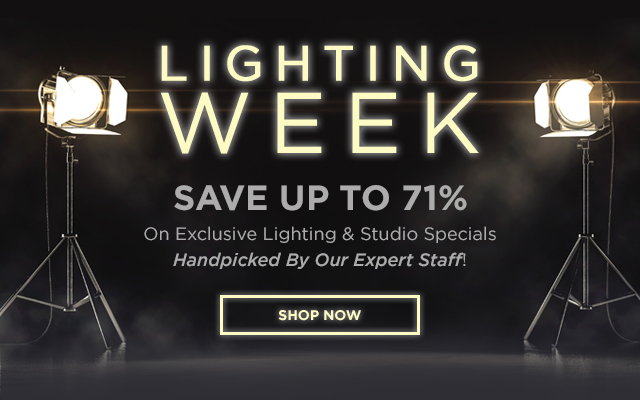 LIGHTING
WEEK
SAVE UP TO 71%
On Exclusive Lighting & Studio Specials
Handpicked By Our Expert Staff!
SHOP NOW